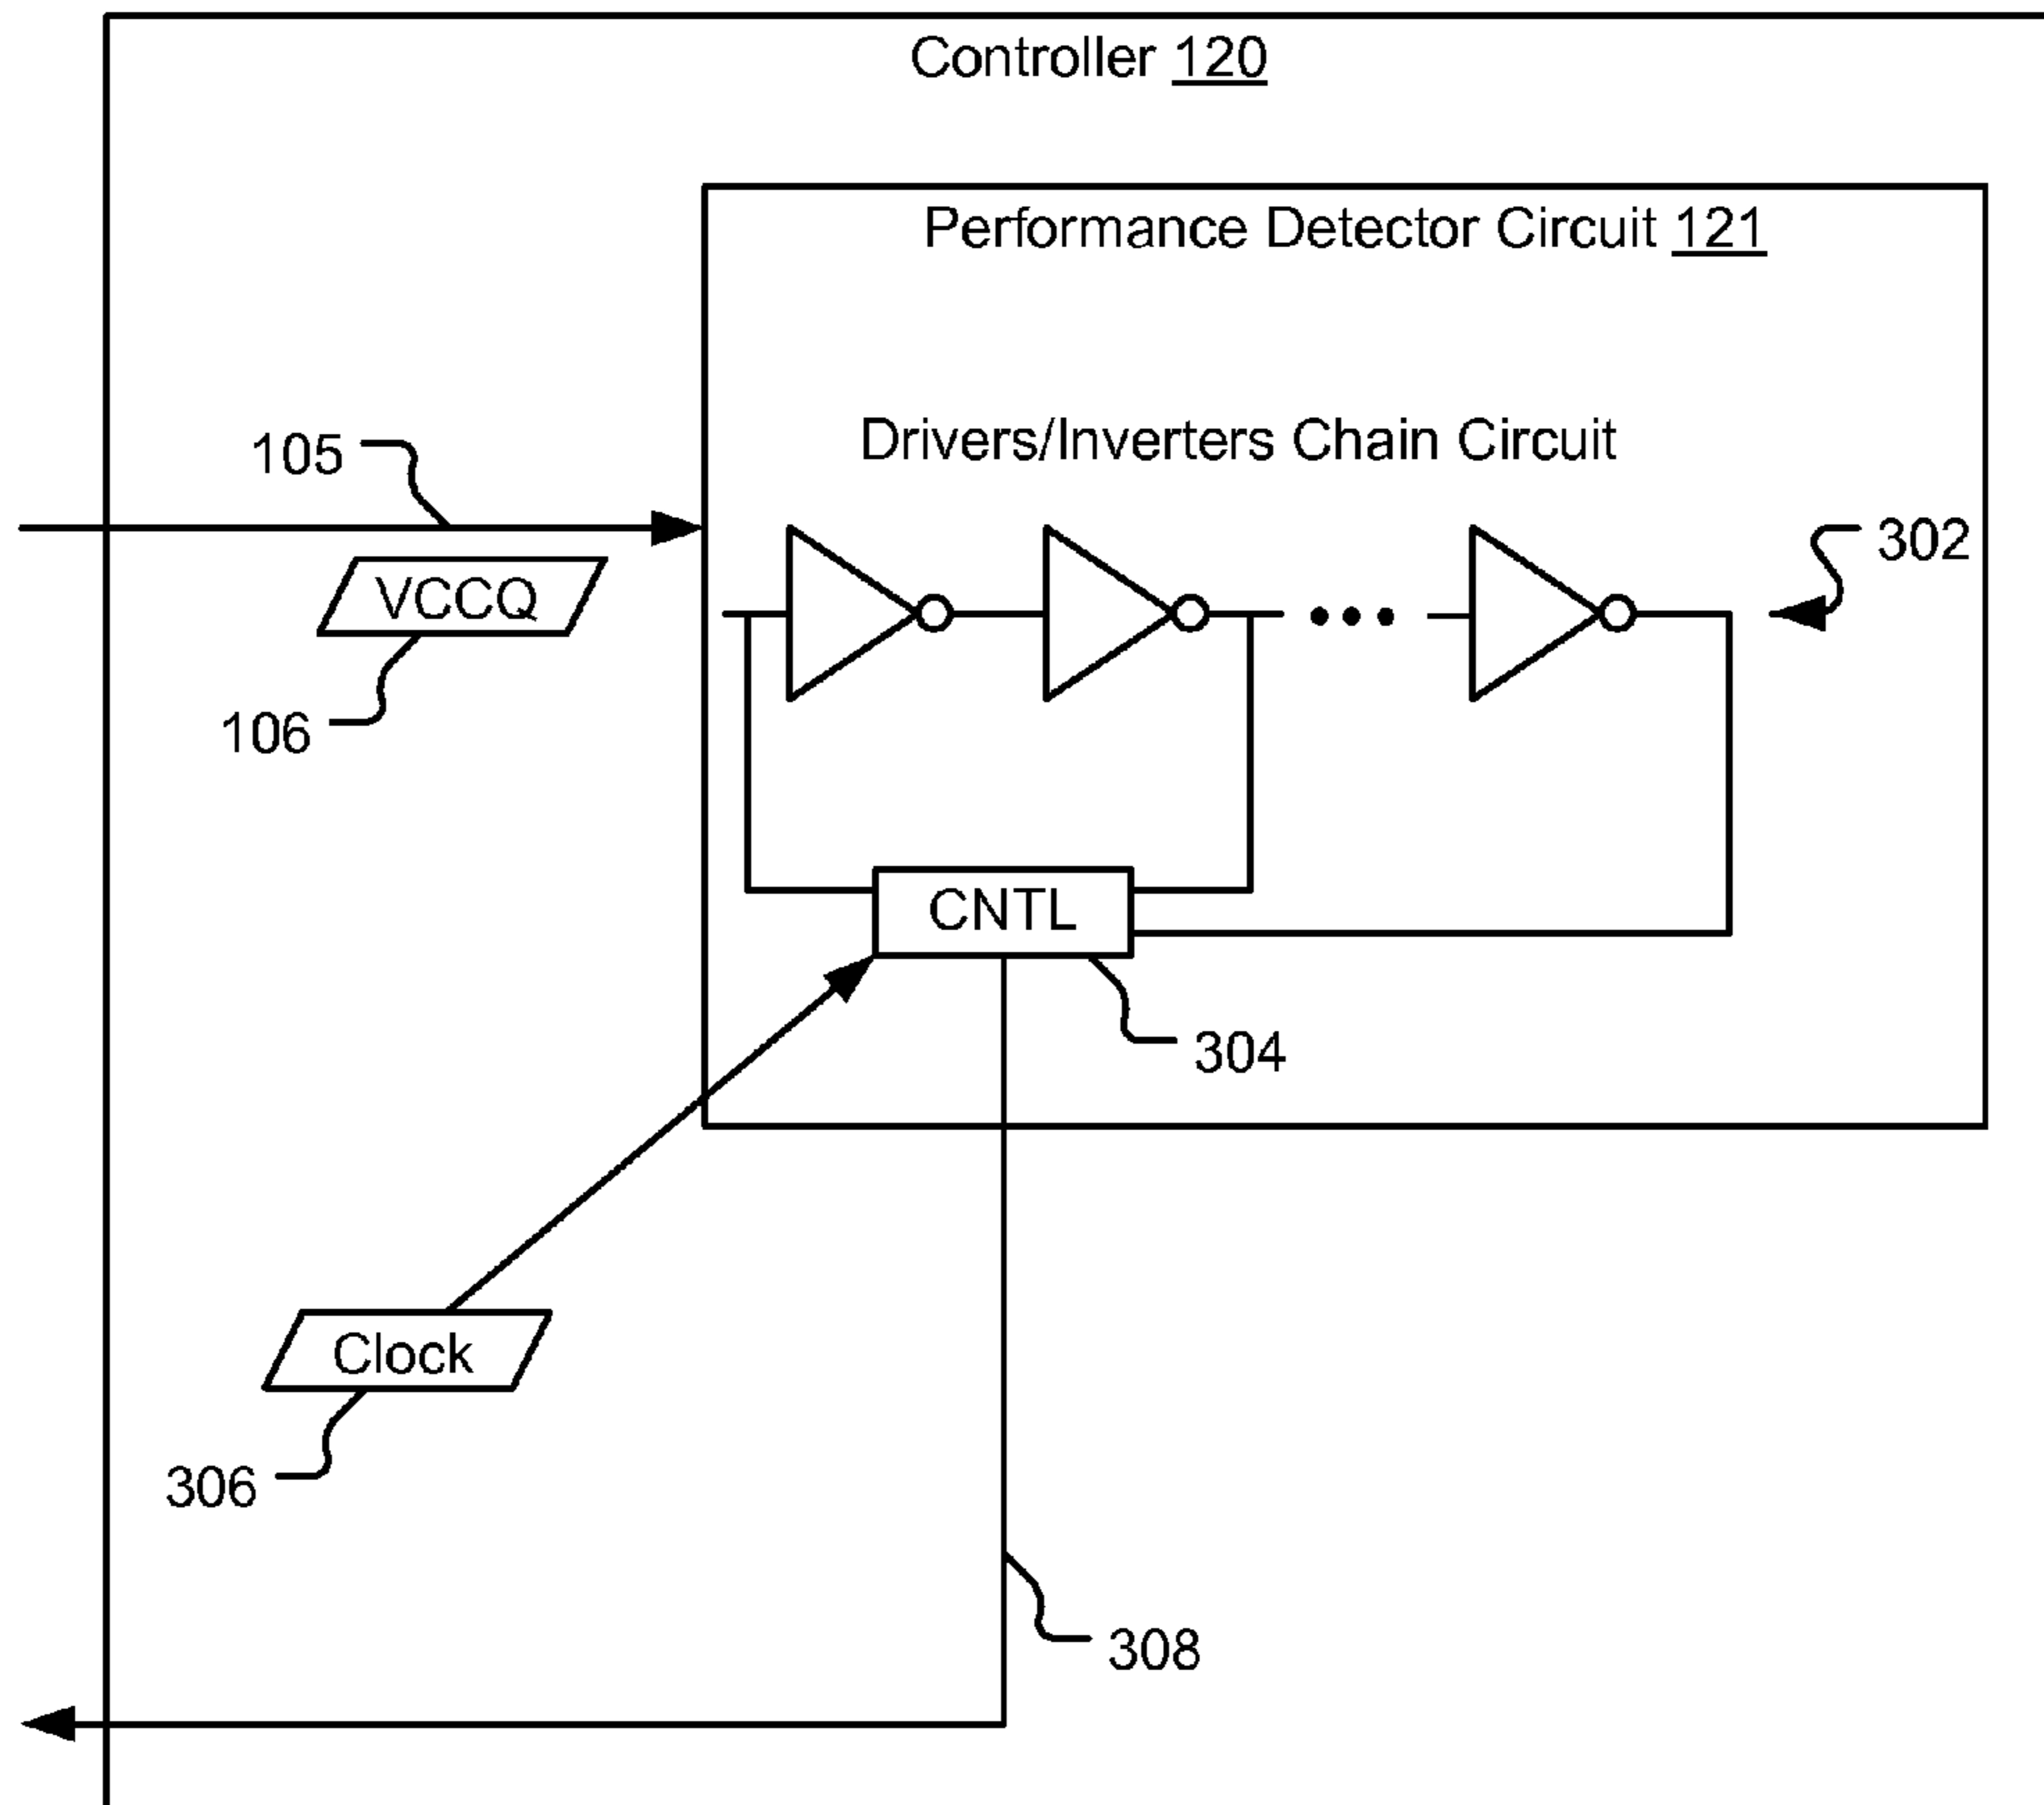 Controller 120
Performance Detector Circuit 121
Drivers/Inverters Chain Circuit
105
302
VCCQ
106
CNTL
304
Clock
306
308